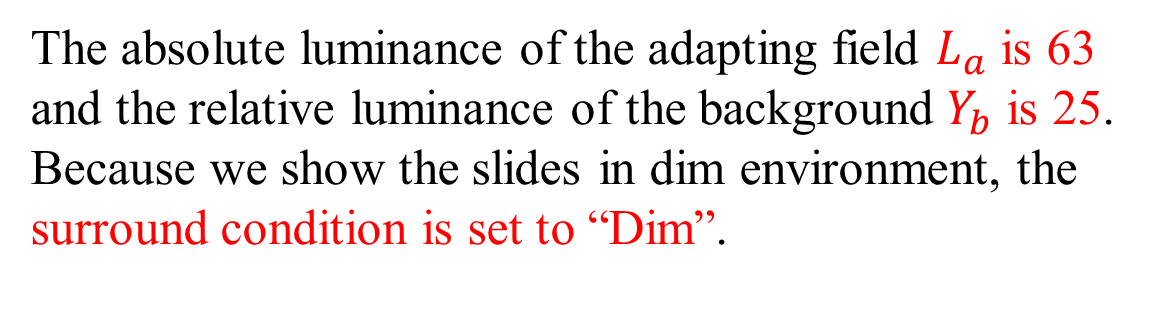 The absolute luminance of the adapting field Lₐ is 63
and the relative luminance of the background Y_b is 25.
Because we show the slides in dim environment, the
surround condition is set to “Dim”.